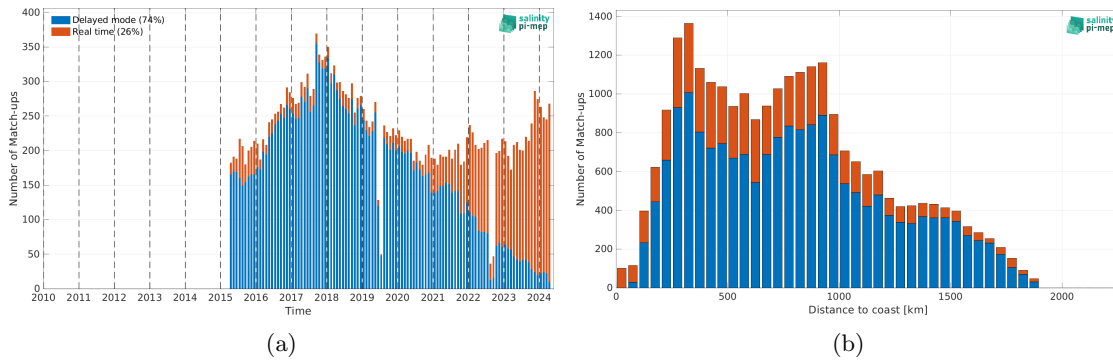 Delayed mode (74%)
Real time (26%)
salinity
pi-mep
Number of Match-ups
400
350
300
250
200
150
100
50
0
2010 2011 2012 2013 2014 2015 2016 2017 2018 2019 2020 2021 2022 2023 2024
Time
(a)
salinity
pi-mep
Number of Match-ups
1400
1200
1000
800
600
400
200
0
0 500 1000 1500 2000
Distance to coast [km]
(b)